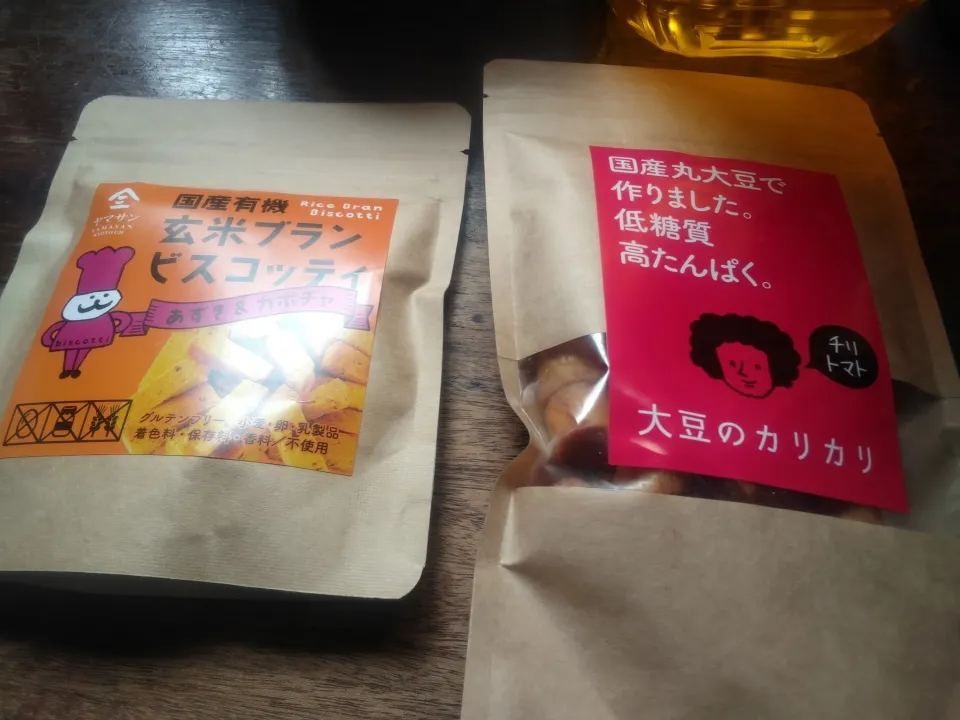 ヤマサン
国産有機
Rice Bran
Biscotti
玄米ブラン
ビスコッティ
あずき&カボチャ
biscotti
グルテンフリー 小麦・卵・乳製品
着色料・保存料・香料/不使用
国産丸大豆で
作りました。
低糖質
高たんぱく。
チリ
トマト
大豆のカリカリ